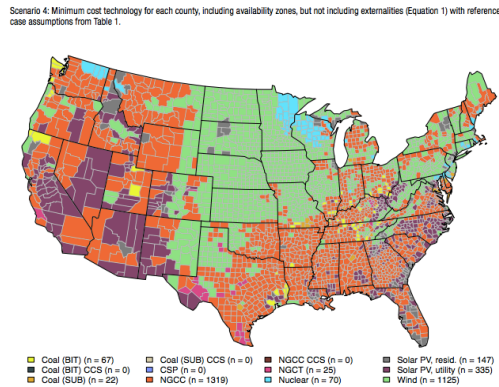 Scenario 4: Minimum cost technology for each county, including availability zones, but not including externalities (Equation 1) with reference
case assumptions from Table 1.
Coal (BIT) (n = 67)
Coal (BIT) CCS (n = 0)
Coal (SUB) (n = 22)
Coal (SUB) CCS (n = 0)
CSP (n = 0)
NGCC (n = 1319)
NGCC CCS (n = 0)
NGCT (n = 25)
Nuclear (n = 70)
Solar PV, resid. (n = 147)
Solar PV, utility (n = 335)
Wind (n = 1125)